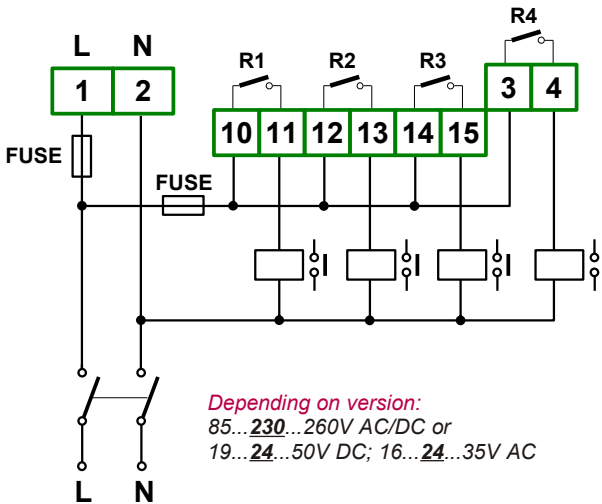 R4
L N
R1 R2 R3
1 2
3 4
10 11 12 13 14 15
FUSE
FUSE
Depending on version:
85...230...260V AC/DC or
19...24...50V DC; 16...24...35V AC
L N